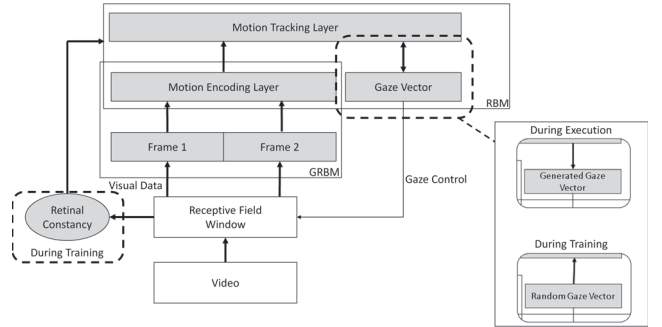 Motion Tracking Layer
Motion Encoding Layer
Gaze Vector
RBM
Frame 1
Frame 2
GRBM
Visual Data
Gaze Control
Retinal
Constancy
During Training
Receptive Field
Window
Video
During Execution
Generated Gaze
Vector
During Training
Random Gaze Vector